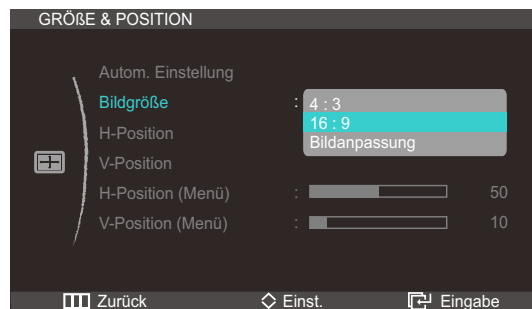 GRÖßE & POSITION
Autom. Einstellung
Bildgröße : 4 : 3
16 : 9
H-Position Bildanpassung
V-Position
H-Position (Menü) : 50
V-Position (Menü) : 10
Zurück Einst. Eingabe